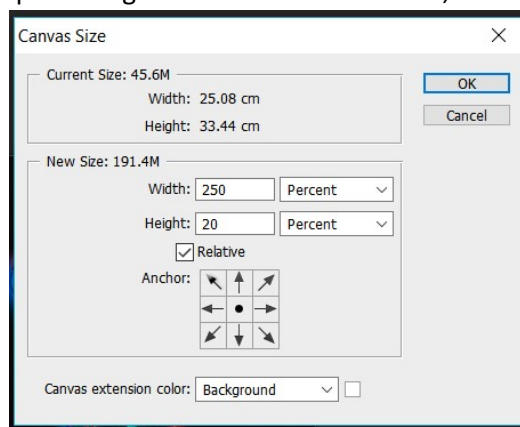 Canvas Size
Current Size: 45.6M
OK
Width: 25.08 cm
Cancel
Height: 33.44 cm
New Size: 191.4M
Width: 250 Percent
Height: 20 Percent
Relative
Anchor:
Canvas extension color: Background